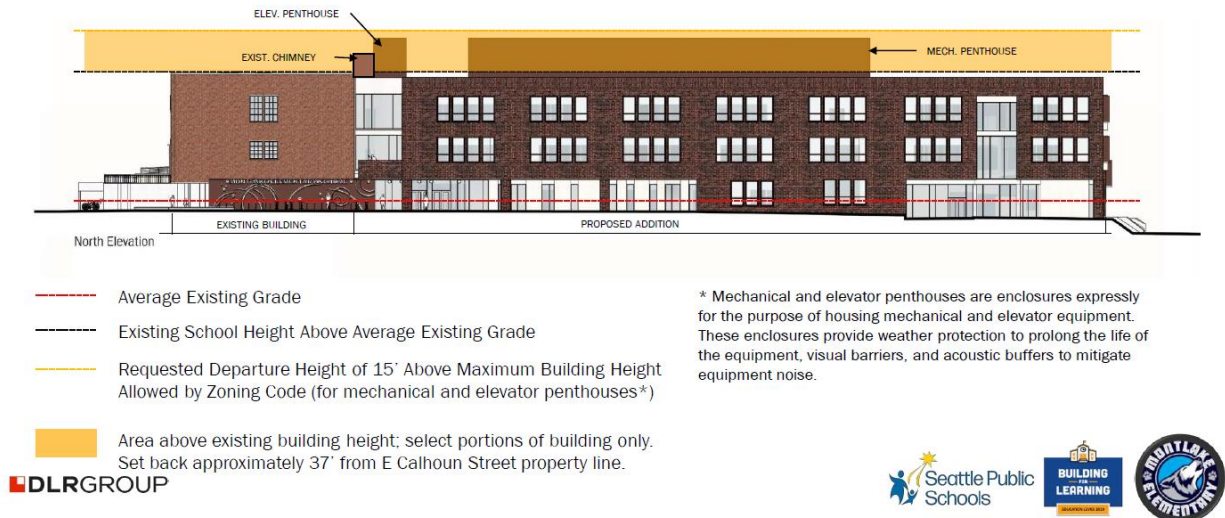 ELEV. PENTHOUSE
EXIST. CHIMNEY
MECH. PENTHOUSE
EXISTING BUILDING
PROPOSED ADDITION
North Elevation
Average Existing Grade
Existing School Height Above Average Existing Grade
Requested Departure Height of 15' Above Maximum Building Height
Allowed by Zoning Code (for mechanical and elevator penthouses*)
Area above existing building height; select portions of building only.
Set back approximately 37' from E Calhoun Street property line.
* Mechanical and elevator penthouses are enclosures expressly
for the purpose of housing mechanical and elevator equipment.
These enclosures provide weather protection to prolong the life of
the equipment, visual barriers, and acoustic buffers to mitigate
equipment noise.
DLRGROUP
Seattle Public
Schools
BUILDING
FOR
LEARNING
MONTLAKE
ELEMENTARY